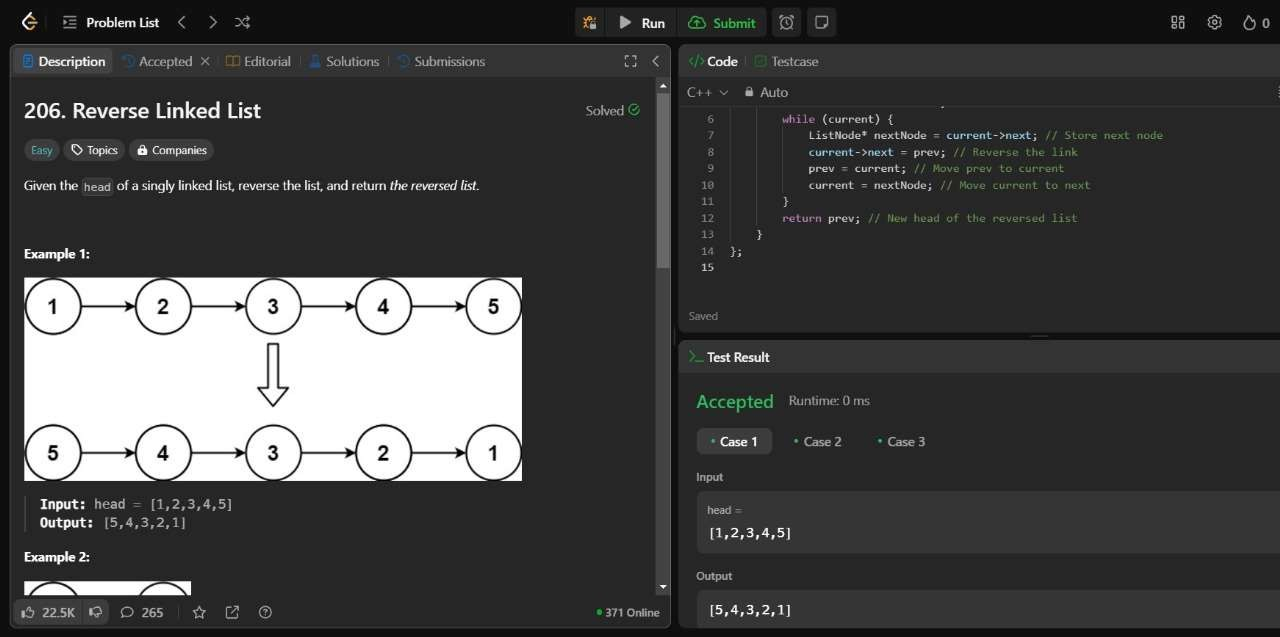 Problem List
Run
Submit
0
Description
Accepted
Editorial
Solutions
Submissions
206. Reverse Linked List
Solved
Easy
Topics
Companies
Given the head of a singly linked list, reverse the list, and return the reversed list.
Example 1:
1 2 3 4 5
5 4 3 2 1
Input: head = [1,2,3,4,5]
Output: [5,4,3,2,1]
Example 2:
22.5K
265
371 Online
</> Code
Testcase
C++
Auto
6 while (current) {
7 ListNode* nextNode = current->next; // Store next node
8 current->next = prev; // Reverse the link
9 prev = current; // Move prev to current
10 current = nextNode; // Move current to next
11 }
12 return prev; // New head of the reversed list
13 }
14 };
15
Saved
>_ Test Result
Accepted Runtime: 0 ms
• Case 1 • Case 2 • Case 3
Input
head =
[1,2,3,4,5]
Output
[5,4,3,2,1]